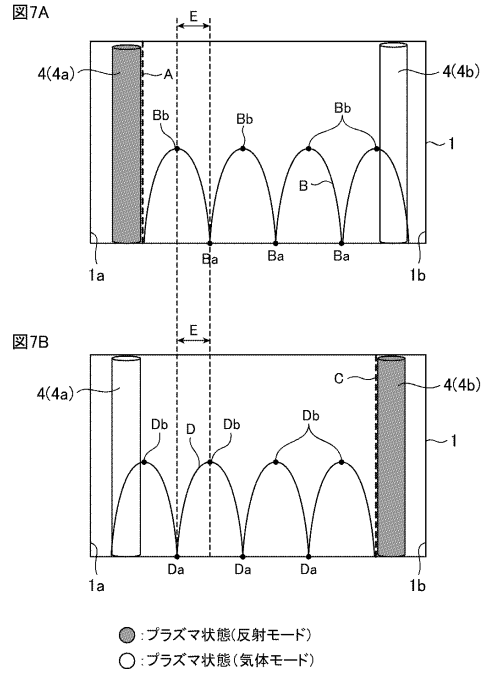 図7A
E
4(4a)
A
4(4b)
Bb
Bb
Bb
1
B
Ba
Ba
Ba
1a
1b
図7B
E
4(4a)
C
4(4b)
Db
D
Db
Db
1
Da
Da
Da
1a
1b
:プラズマ状態(反射モード)
:プラズマ状態(気体モード)